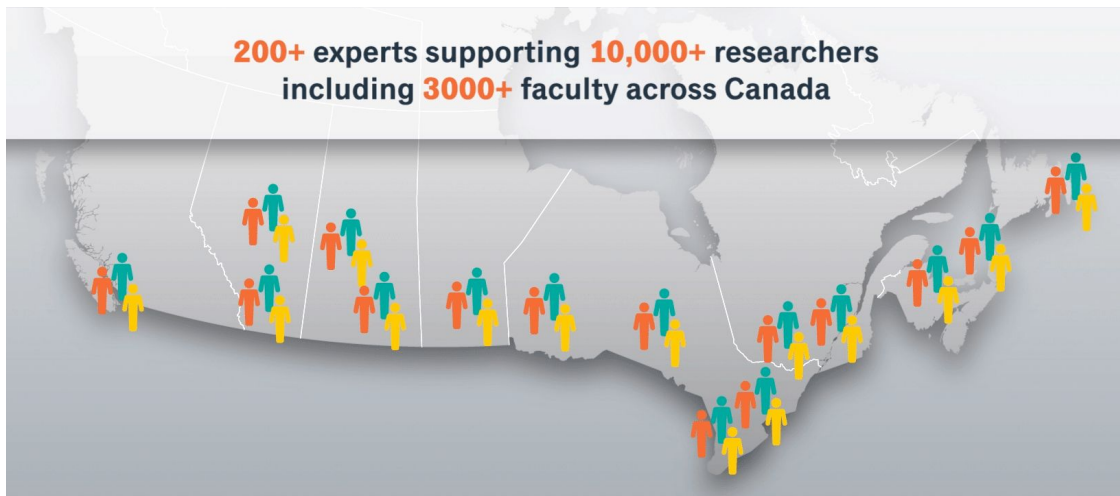 200+ experts supporting 10,000+ researchers
including 3000+ faculty across Canada